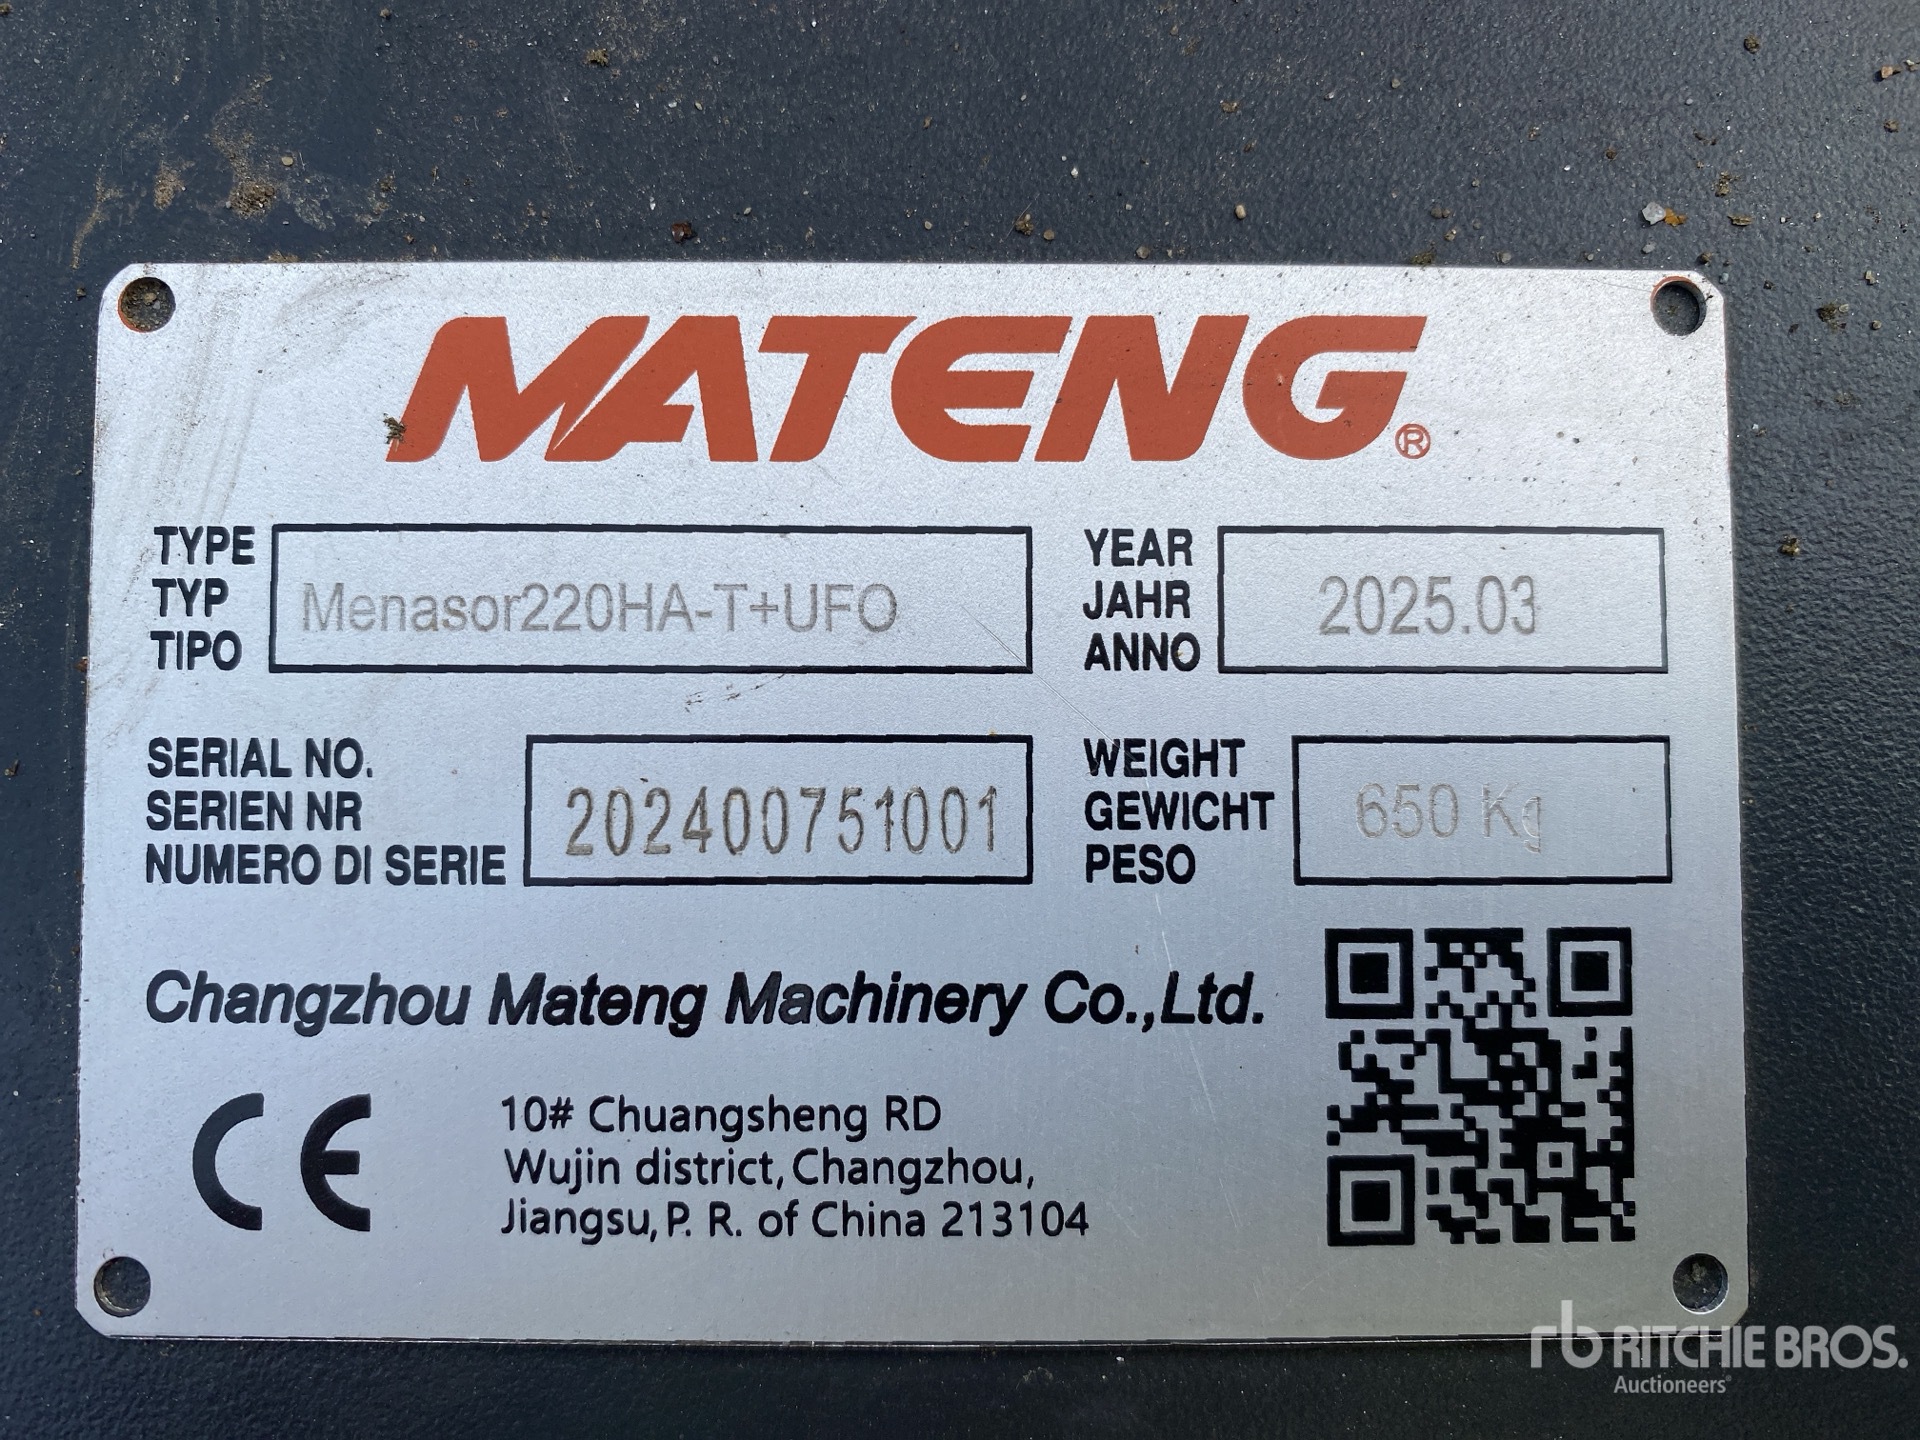 MATENG®
TYPE
TYP
TIPO
Menasor220HA-T+UFO
YEAR
JAHR
ANNO
2025.03
SERIAL NO.
SERIEN NR
NUMERO DI SERIE
202400751001
WEIGHT
GEWICHT
PESO
650 Kg
Changzhou Mateng Machinery Co.,Ltd.
CE
10# Chuangsheng RD
Wujin district, Changzhou,
Jiangsu, P. R. of China 213104
rb RITCHIE BROS.
Auctioneers